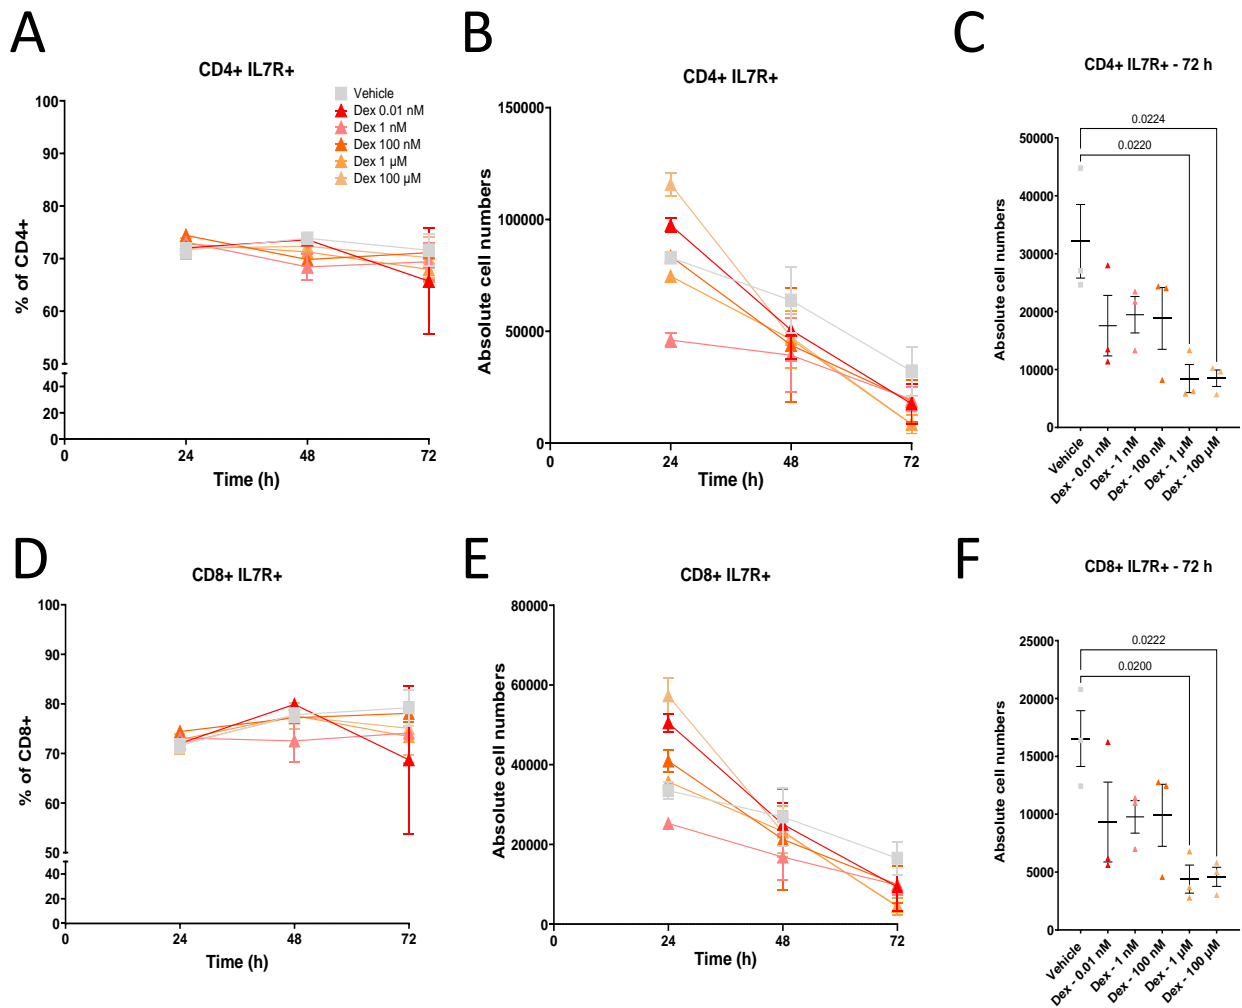 A
CD4+ IL7R+
Vehicle
Dex 0.01 nM
Dex 1 nM
Dex 100 nM
Dex 1 µM
Dex 100 µM
% of CD4+
100
90
80
70
60
50
40
20
0
0
24
48
72
Time (h)
B
CD4+ IL7R+
Absolute cell numbers
150000
100000
50000
0
0
24
48
72
Time (h)
C
CD4+ IL7R+ - 72 h
0.0224
0.0220
Absolute cell numbers
50000
40000
30000
20000
10000
0
Vehicle
Dex - 0.01 nM
Dex - 1 nM
Dex - 100 nM
Dex - 1 µM
Dex - 100 µM
D
CD8+ IL7R+
% of CD8+
100
90
80
70
60
50
60
40
20
0
0
24
48
72
Time (h)
E
CD8+ IL7R+
Absolute cell numbers
80000
60000
40000
20000
0
0
24
48
72
Time (h)
F
CD8+ IL7R+ - 72 h
0.0222
0.0200
Absolute cell numbers
25000
20000
15000
10000
5000
0
Vehicle
Dex - 0.01 nM
Dex - 1 nM
Dex - 100 nM
Dex - 1 µM
Dex - 100 µM